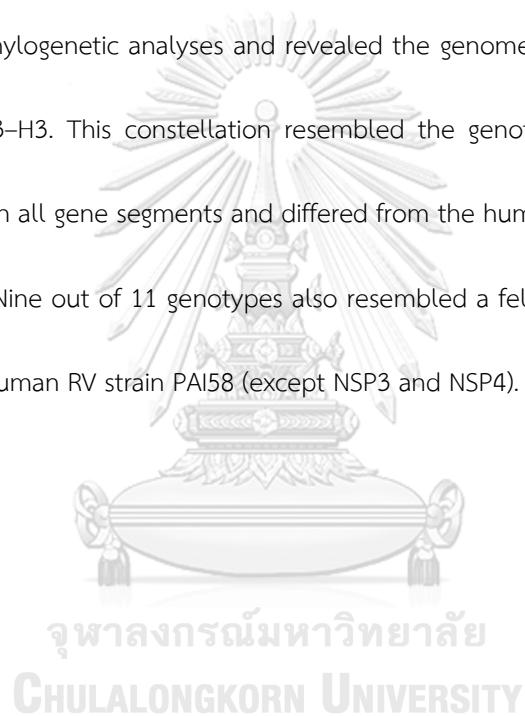 ylogenetic analyses and revealed the genome
3–H3. This constellation resembled the genot
n all gene segments and differed from the hum
Nine out of 11 genotypes also resembled a fel
uman RV strain PAI58 (except NSP3 and NSP4).
จุฬาลงกรณ์มหาวิทยาลัย
CHULALONGKORN UNIVERSITY